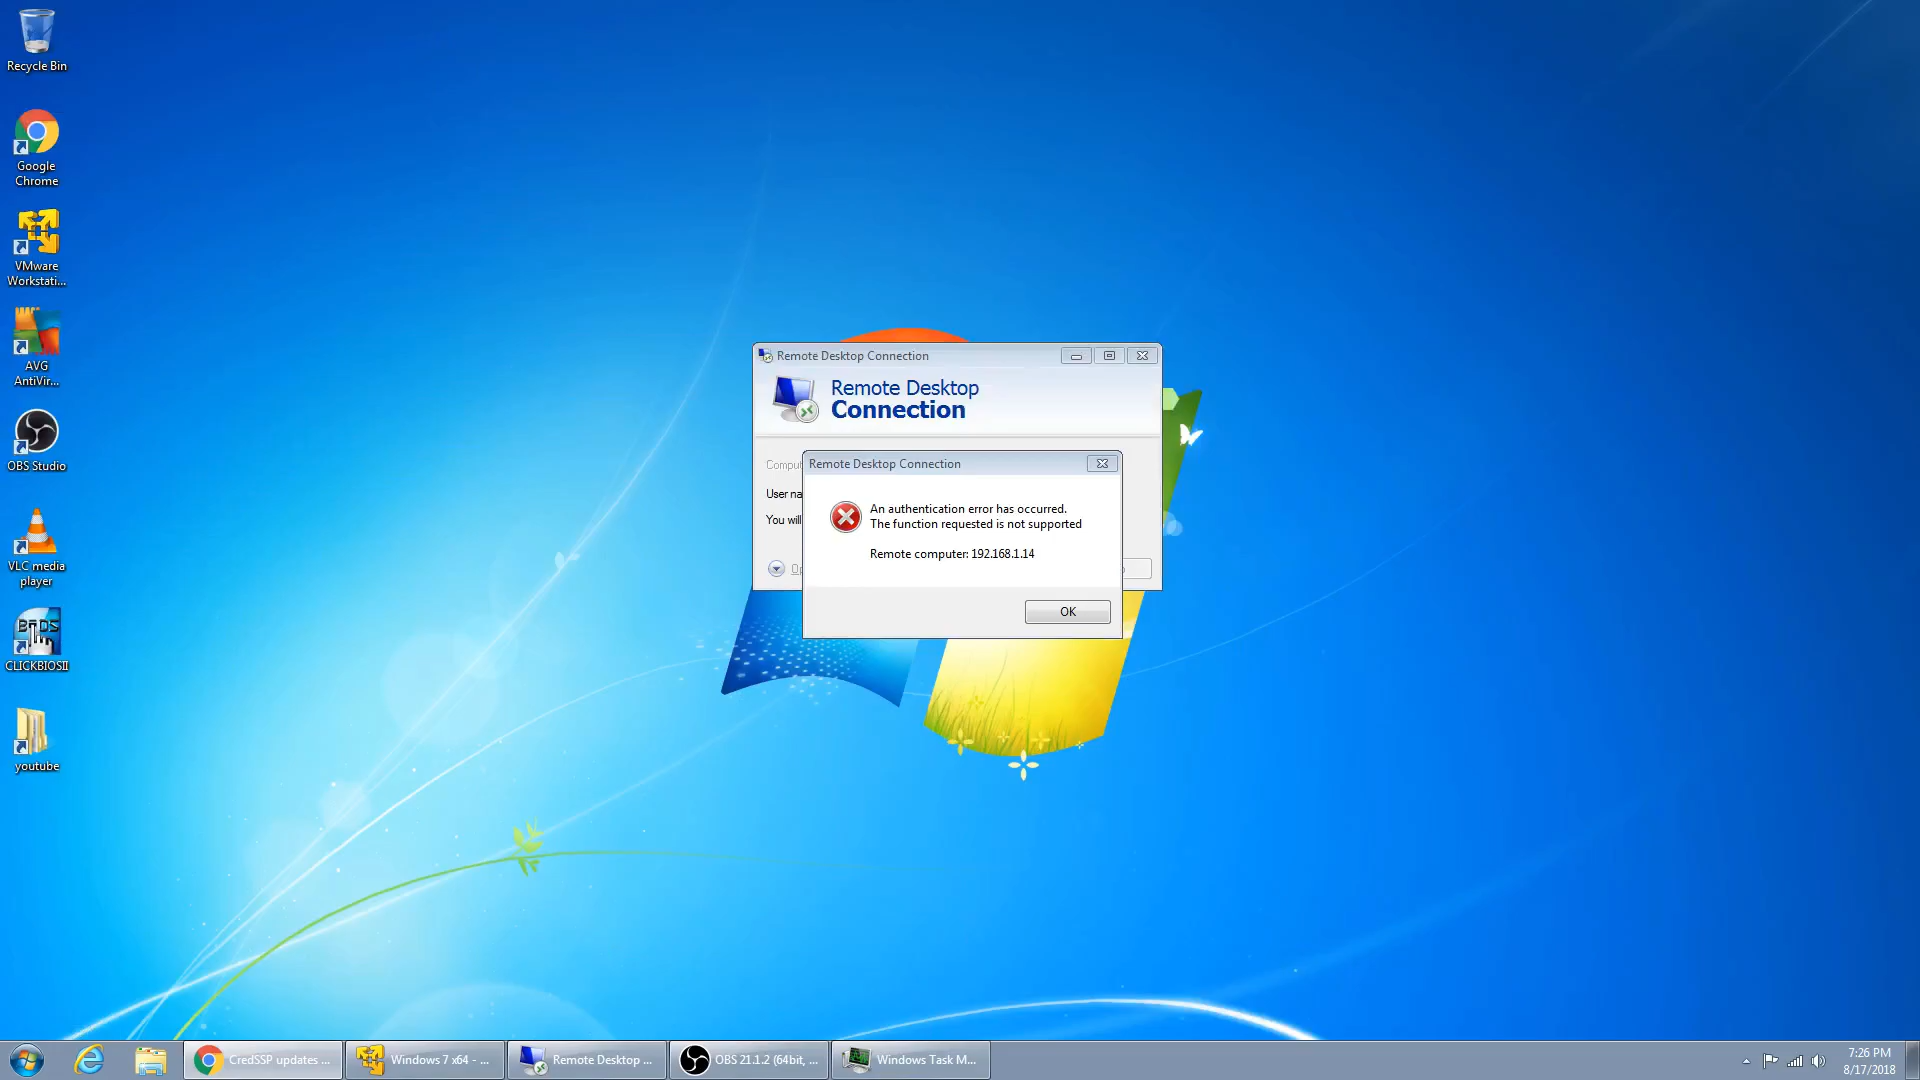 Recycle Bin
Google
Chrome
VMware
Workstati...
AVG
AntiVir...
OBS Studio
VLC media
player
CLICKBIOSII
youtube
Remote Desktop Connection
Remote Desktop
Connection
Comput
User na
You will
Op
Remote Desktop Connection
An authentication error has occurred.
The function requested is not supported
Remote computer: 192.168.1.14
OK
CredSSP updates ...
Windows 7 x64 - ...
Remote Desktop ...
OBS 21.1.2 (64bit, ...
Windows Task M...
7:26 PM
8/17/2018